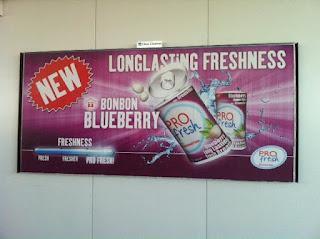 LONGLASTING FRESHNESS
NEW
BONBON
BLUEBERRY
FRESHNESS
FRESH FRESHER PRO FRESH!
PRO
fresh
PRO
fresh
PRO
fresh